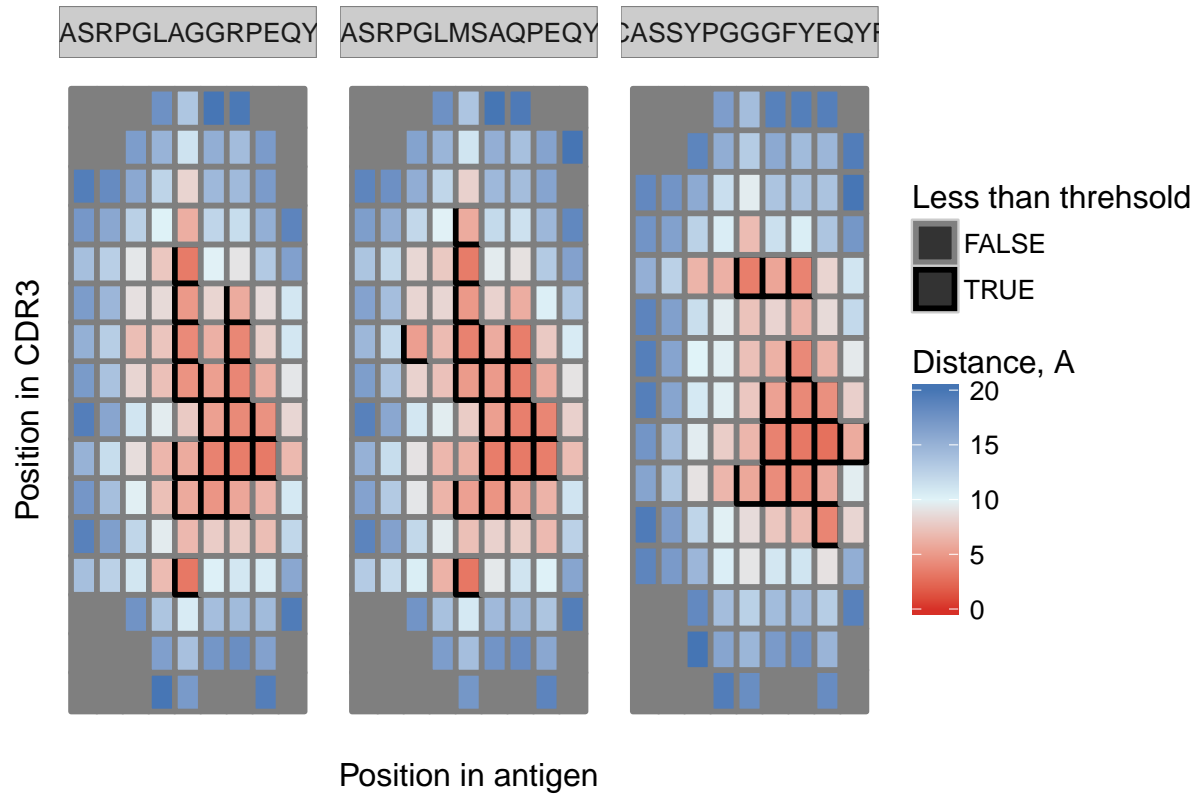 ASRPGLAGGRPEQY
ASRPGLMSAQPEQY
CASSYPGGGFYEQYF
Position in CDR3
Position in antigen
Less than threhsold
FALSE
TRUE
Distance, A
20
15
10
5
0